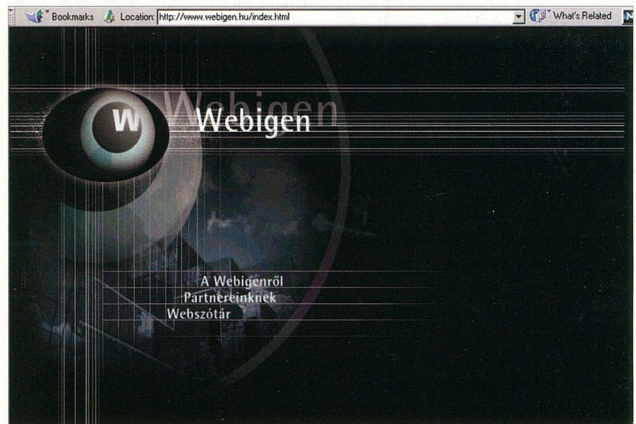 Bookmarks Location: http://www.webigen.hu/index.html What's Related N
W Webigen
Webigen
A Webigenről
Partnereinknek
Webszótár